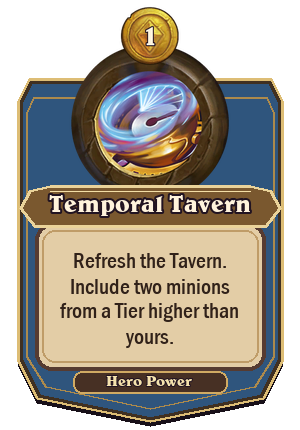 1
Temporal Tavern
Refresh the Tavern.
Include two minions
from a Tier higher than
yours.
Hero Power